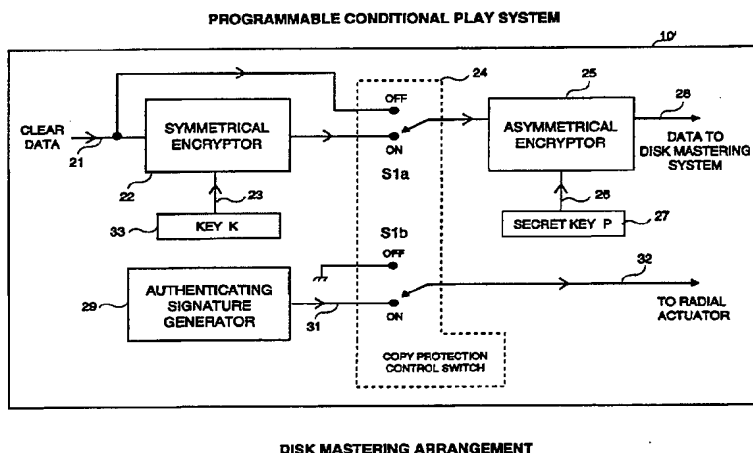 PROGRAMMABLE CONDITIONAL PLAY SYSTEM
10'
24
25
28
OFF
CLEAR
DATA
SYMMETRICAL
ENCRYPTOR
ASYMMETRICAL
ENCRYPTOR
ON
DATA TO
DISK MASTERING
SYSTEM
21
S1a
22
23
26
33
KEY K
SECRET KEY P
27
S1b
OFF
32
29
AUTHENTICATING
SIGNATURE
GENERATOR
31
ON
TO RADIAL
ACTUATOR
COPY PROTECTION
CONTROL SWITCH
DISK MASTERING ARRANGEMENT